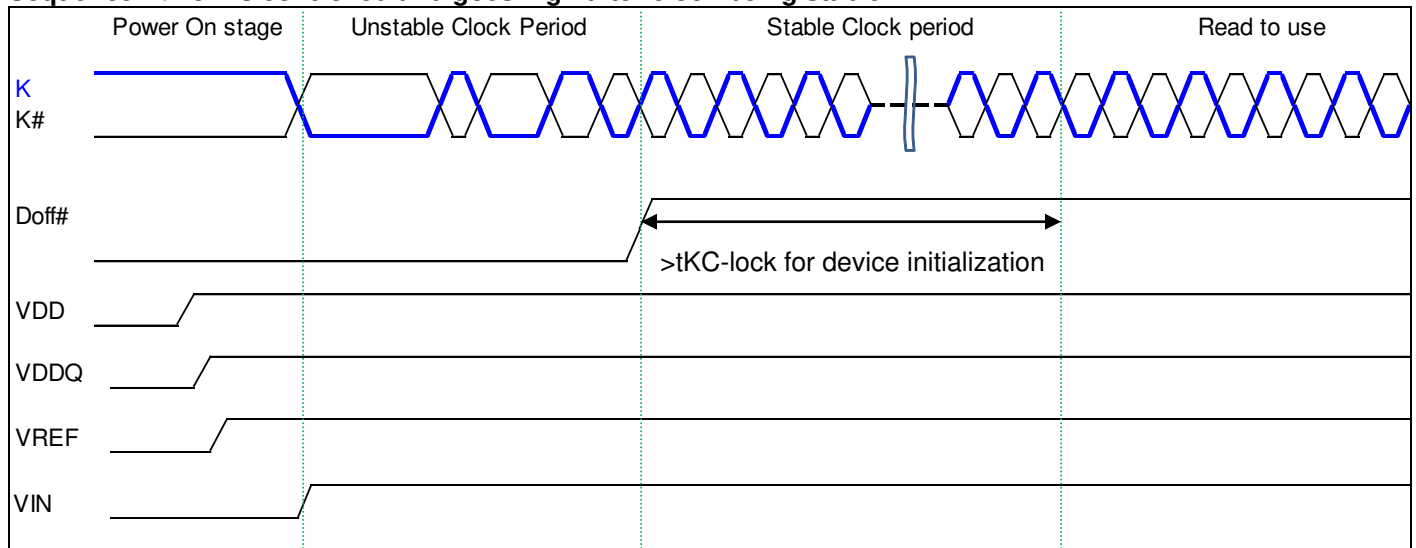 Power On stage Unstable Clock Period Stable Clock period Read to use
K
K#
Doff#
>tKC-lock for device initialization
VDD
VDDQ
VREF
VIN